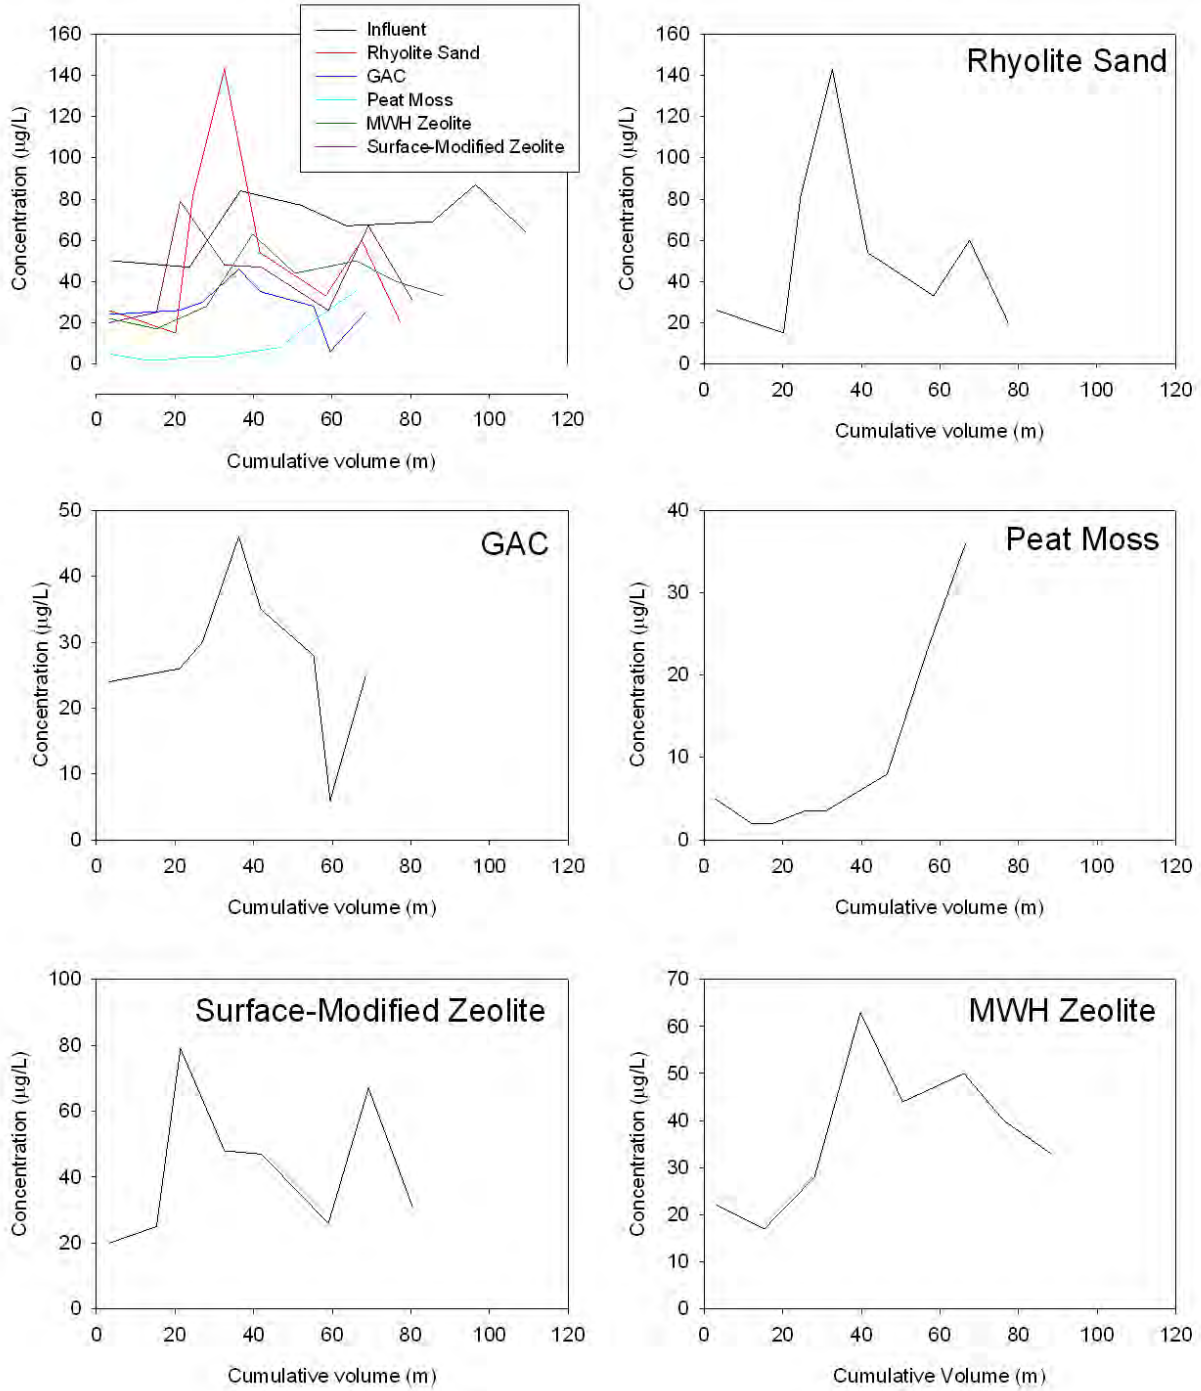 Influent
Rhyolite Sand
GAC
Peat Moss
MWH Zeolite
Surface-Modified Zeolite
160
140
120
100
80
60
40
20
0
Concentration (µg/L)
0 20 40 60 80 100 120
Cumulative volume (m)
Rhyolite Sand
160
140
120
100
80
60
40
20
0
Concentration (µg/L)
0 20 40 60 80 100 120
Cumulative volume (m)
GAC
50
40
30
20
10
0
Concentration (µg/L)
0 20 40 60 80 100 120
Cumulative volume (m)
Peat Moss
40
30
20
10
0
Concentration (µg/L)
0 20 40 60 80 100 120
Cumulative volume (m)
Surface-Modified Zeolite
100
80
60
40
20
0
Concentration (µg/L)
0 20 40 60 80 100 120
Cumulative volume (m)
MWH Zeolite
70
60
50
40
30
20
10
0
Concentration (µg/L)
0 20 40 60 80 100 120
Cumulative Volume (m)